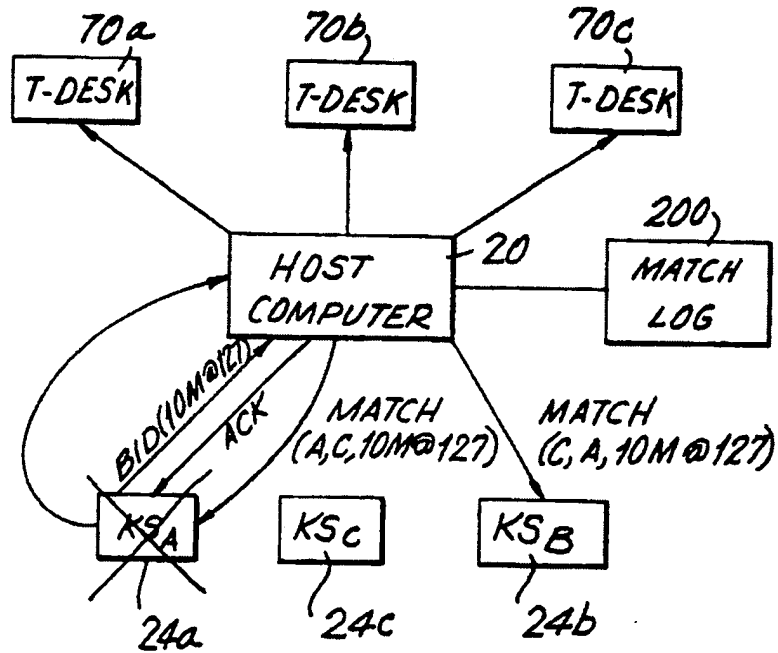 70a 70b 70c
T-DESK T-DESK T-DESK
200
20
HOST
COMPUTER
MATCH
LOG
BID(10M@127)
ACK
MATCH
(A,C,10M@127)
MATCH
(C,A,10M@127)
KSA KSC KSB
24a 24c 24b